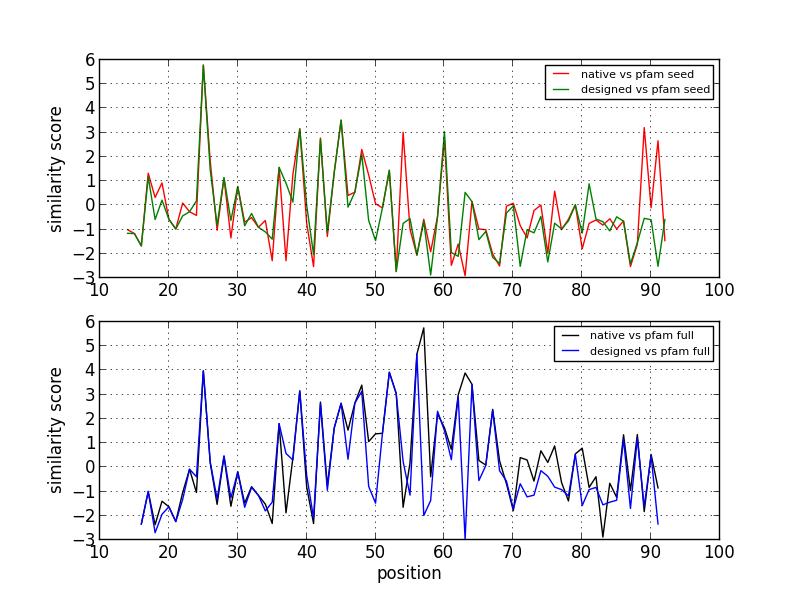 6
5
4
3
2
1
0
−1
−2
−3
similarity score
native vs pfam seed
designed vs pfam seed
10 20 30 40 50 60 70 80 90 100
6
5
4
3
2
1
0
−1
−2
−3
similarity score
native vs pfam full
designed vs pfam full
10 20 30 40 50 60 70 80 90 100
position